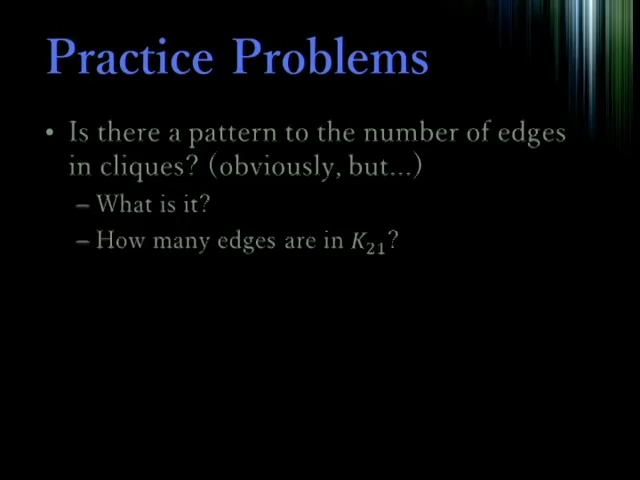 Practice Problems
• Is there a pattern to the number of edges
in cliques? (obviously, but...)
– What is it?
– How many edges are in K₂₁?